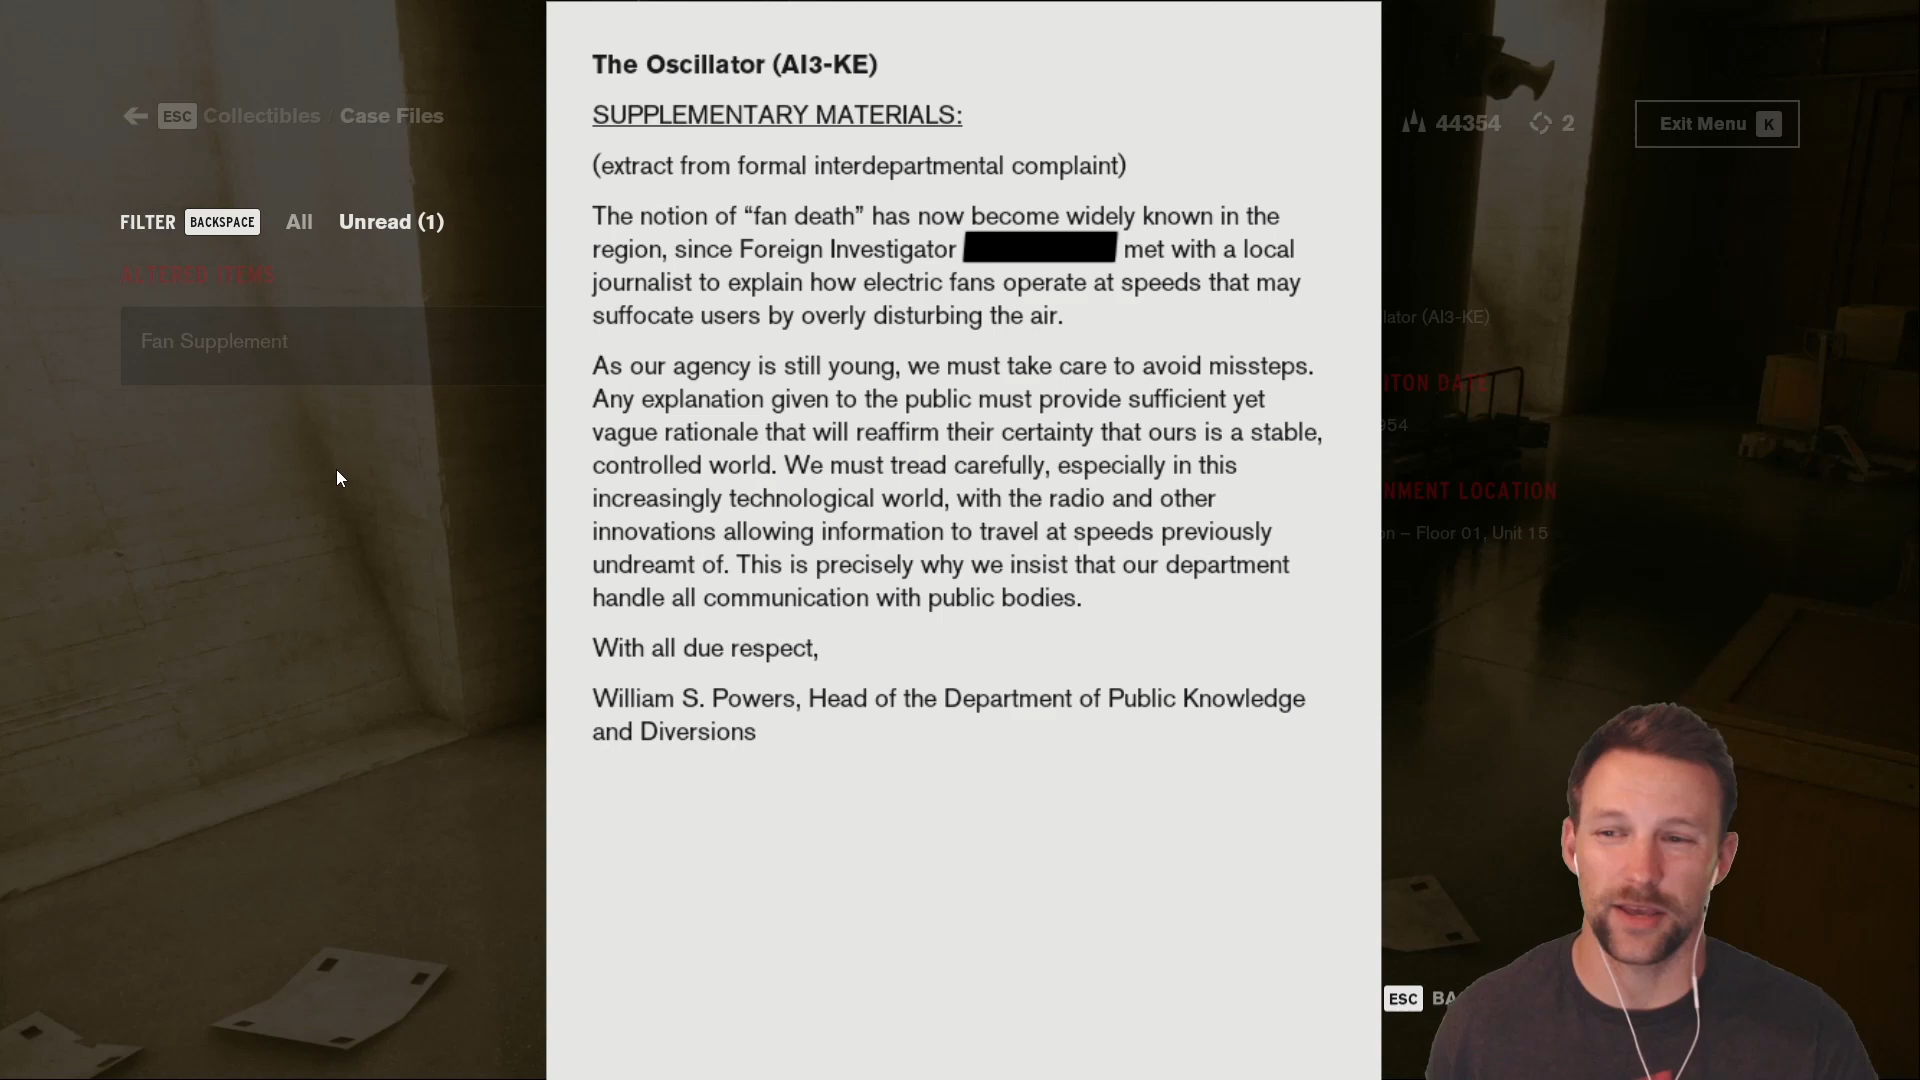 The Oscillator (AI3-KE)
SUPPLEMENTARY MATERIALS:
(extract from formal interdepartmental complaint)
The notion of “fan death” has now become widely known in the
region, since Foreign Investigator met with a local
journalist to explain how electric fans operate at speeds that may
suffocate users by overly disturbing the air.
As our agency is still young, we must take care to avoid missteps.
Any explanation given to the public must provide sufficient yet
vague rationale that will reaffirm their certainty that ours is a stable,
controlled world. We must tread carefully, especially in this
increasingly technological world, with the radio and other
innovations allowing information to travel at speeds previously
undreamt of. This is precisely why we insist that our department
handle all communication with public bodies.
With all due respect,
William S. Powers, Head of the Department of Public Knowledge
and Diversions
ESC Collectibles / Case Files
FILTER BACKSPACE All Unread (1)
ALTERED ITEMS
Fan Supplement
44354 2
Exit Menu K
(AI3-KE)
LOCATION
– Floor 01, Unit 15
ESC